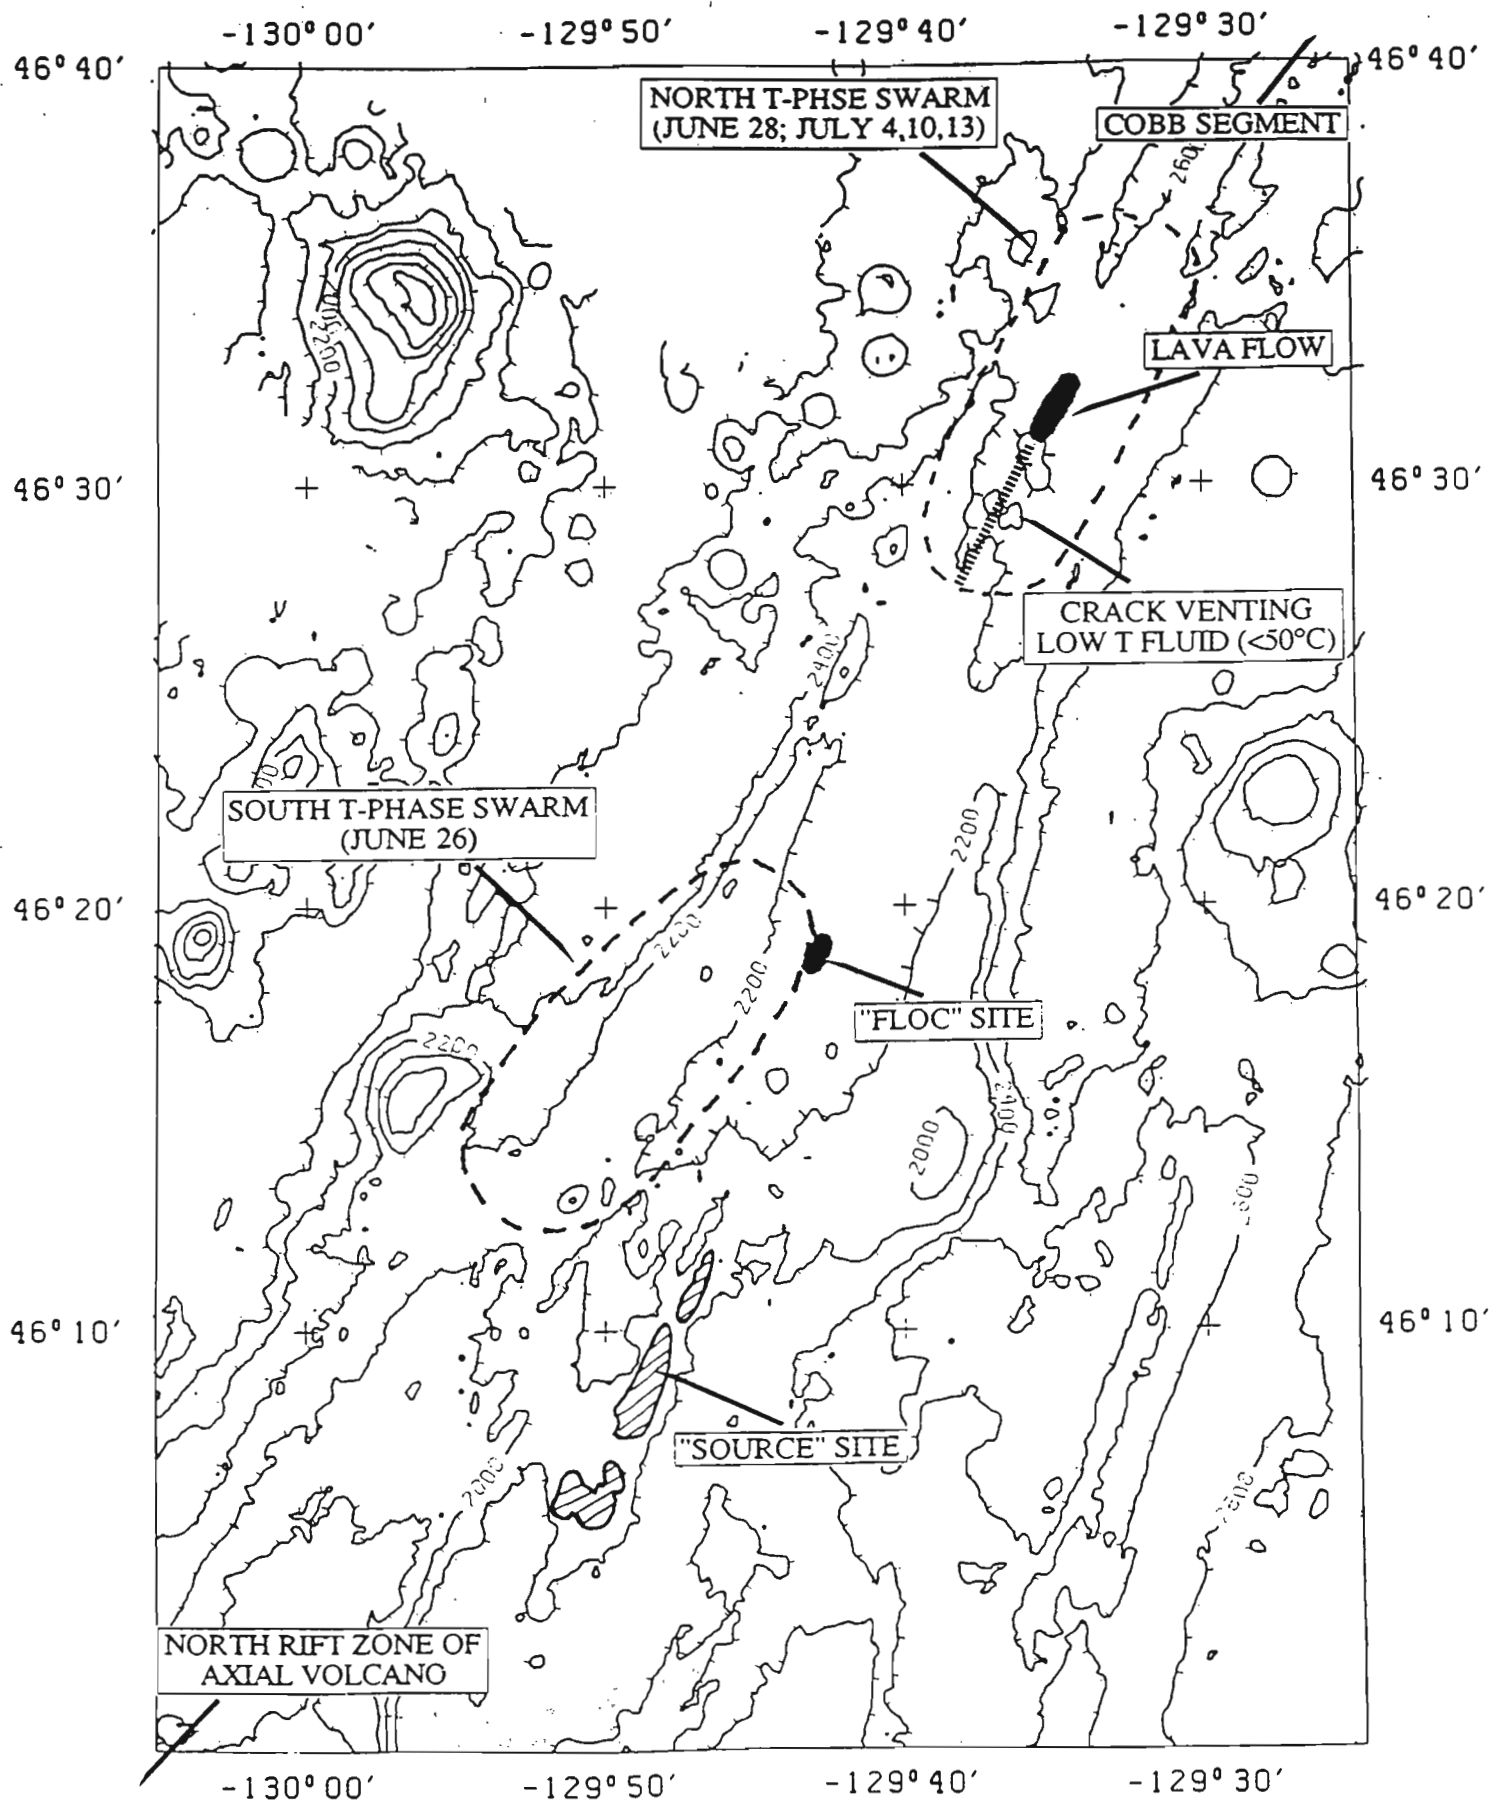 -130° 00′ -129° 50′ -129° 40′ -129° 30′
46° 40′ 46° 40′
NORTH T-PHSE SWARM
(JUNE 28; JULY 4,10,13)
COBB SEGMENT
2600
LAVA FLOW
2200
46° 30′ 46° 30′
CRACK VENTING
LOW T FLUID (<50°C)
2400
SOUTH T-PHASE SWARM
(JUNE 26)
2200
46° 20′ 46° 20′
2200
2200
"FLOC" SITE
2200
2400
2000
46° 10′ 46° 10′
"SOURCE" SITE
2000
NORTH RIFT ZONE OF
AXIAL VOLCANO
-130° 00′ -129° 50′ -129° 40′ -129° 30′